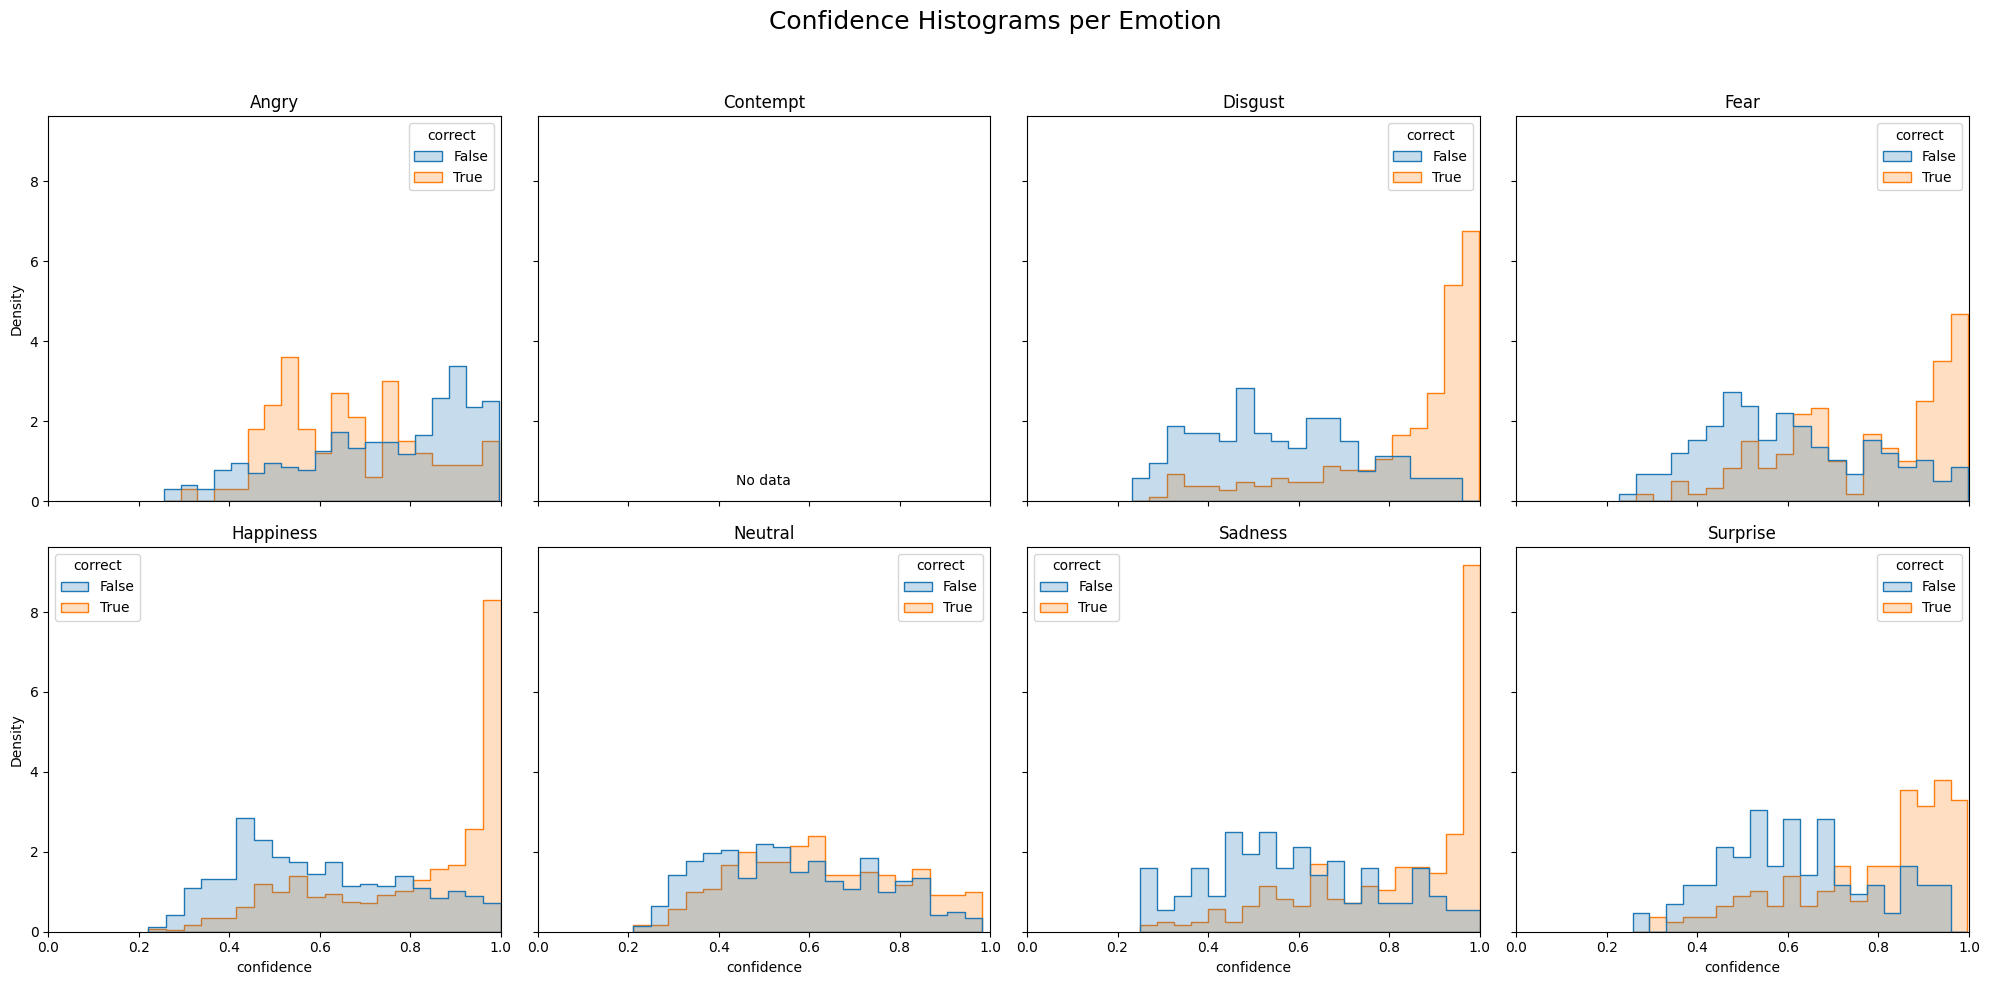 Confidence Histograms per Emotion
Angry
Contempt
Disgust
Fear
correct
False
True
correct
False
True
correct
False
True
8
6
4
2
0
Density
No data
Happiness
Neutral
Sadness
Surprise
correct
False
True
correct
False
True
correct
False
True
correct
False
True
8
6
4
2
0
Density
0.0 0.2 0.4 0.6 0.8 1.0
0.0 0.2 0.4 0.6 0.8 1.0
0.0 0.2 0.4 0.6 0.8 1.0
0.0 0.2 0.4 0.6 0.8 1.0
confidence
confidence
confidence
confidence